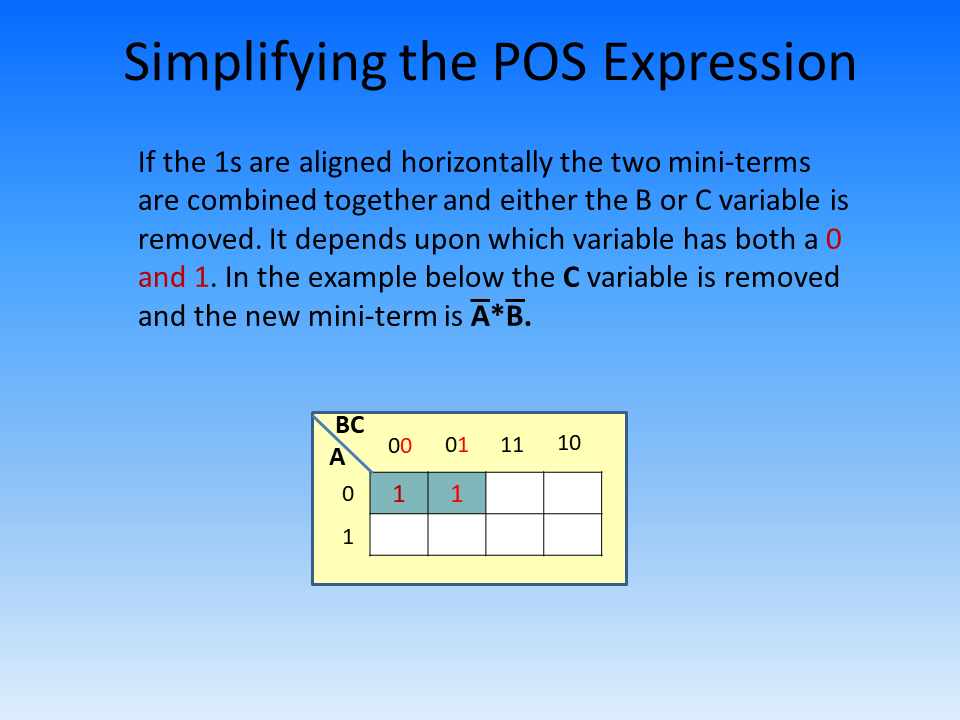 Simplifying the POS Expression
If the 1s are aligned horizontally the two mini-terms
are combined together and either the B or C variable is
removed. It depends upon which variable has both a 0
and 1. In the example below the C variable is removed
and the new mini-term is A̅*B̅.
BC
A
00 01 11 10
0 1 1
1